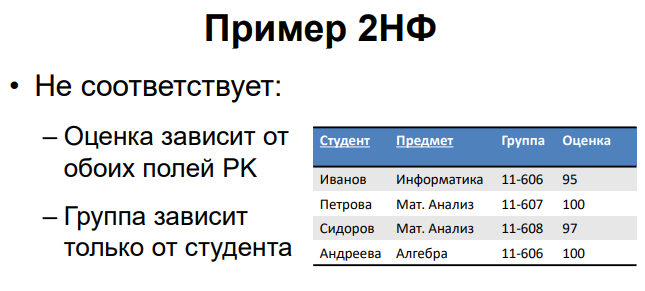 Пример 2НФ
• Не соответствует:
– Оценка зависит от
обоих полей PK
– Группа зависит
только от студента
Студент Предмет Группа Оценка
Иванов Информатика 11-606 95
Петрова Мат. Анализ 11-607 100
Сидоров Мат. Анализ 11-608 97
Андреева Алгебра 11-606 100